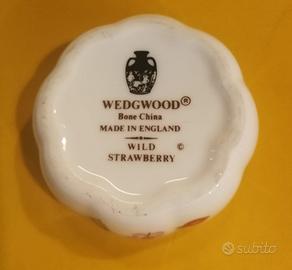 WEDGWOOD®
Bone China
MADE IN ENGLAND
WILD ©
STRAWBERRY
subito